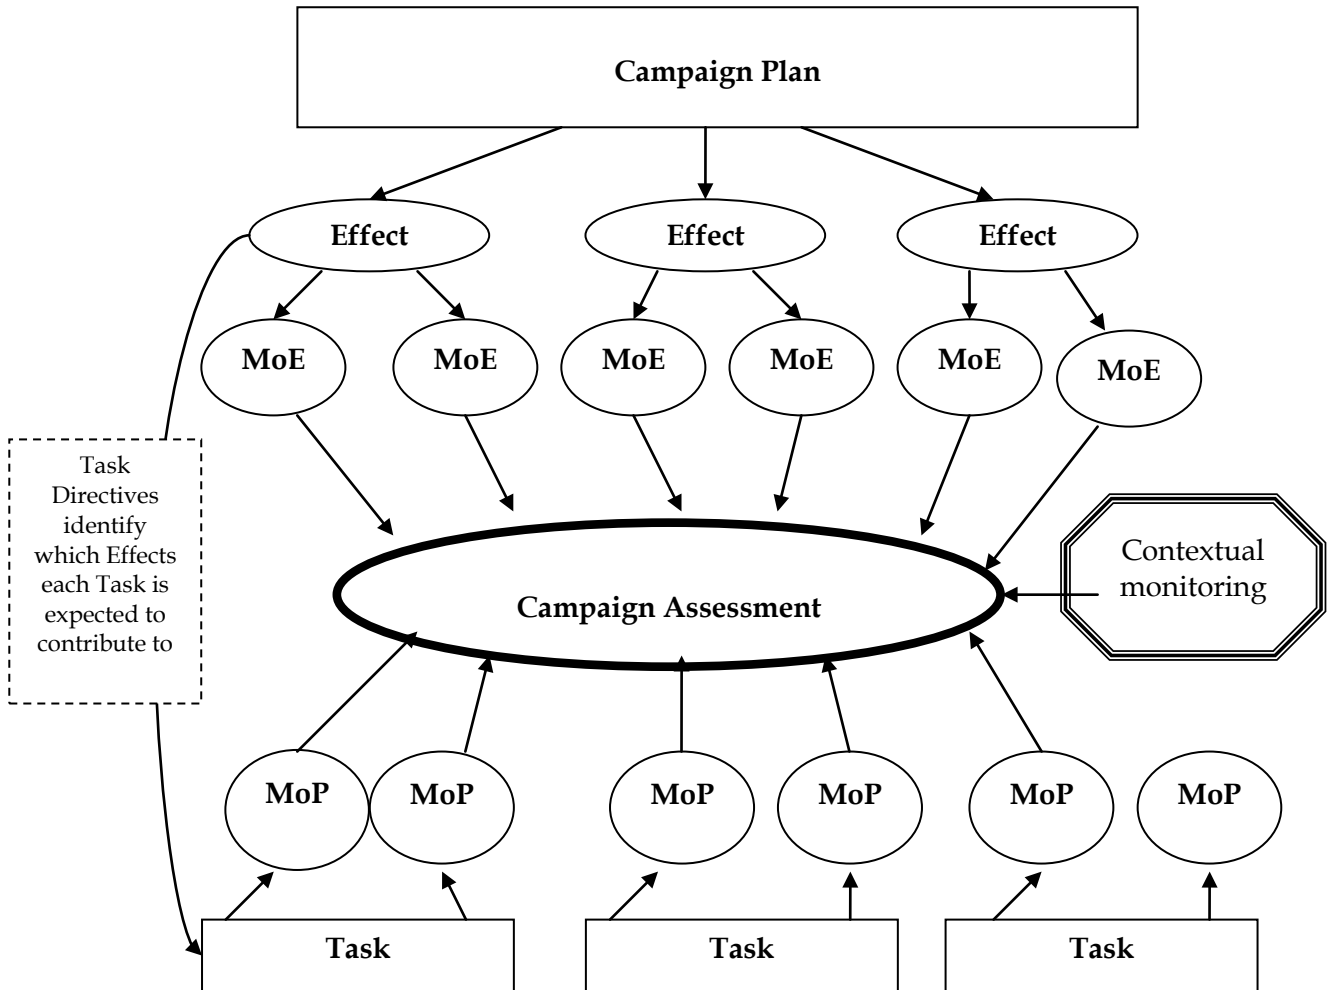 Campaign Plan
Effect
Effect
Effect
MoE
MoE
MoE
MoE
MoE
MoE
Task
Directives
identify
which Effects
each Task is
expected to
contribute to
Contextual
monitoring
Campaign Assessment
MoP
MoP
MoP
MoP
MoP
MoP
Task
Task
Task